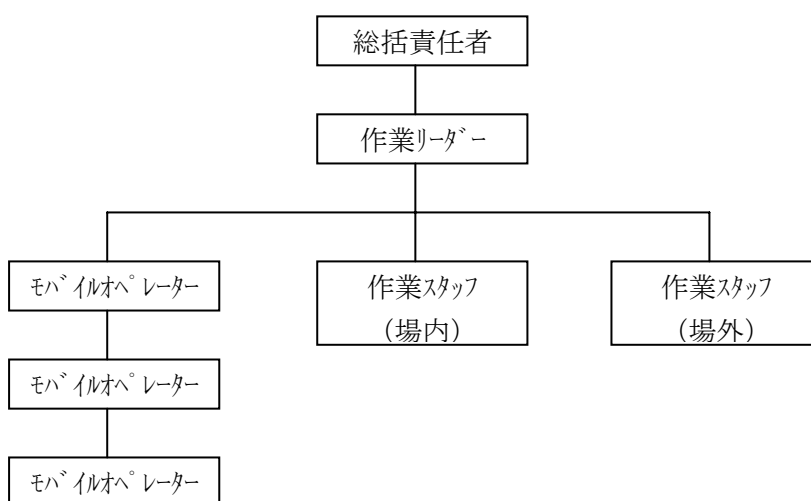 総括責任者
作業ﾘｰﾀﾞｰ
ﾓﾊﾞｲﾙｵﾍﾟﾚｰﾀｰ
作業ｽﾀｯﾌ
（場内）
作業ｽﾀｯﾌ
（場外）
ﾓﾊﾞｲﾙｵﾍﾟﾚｰﾀｰ
ﾓﾊﾞｲﾙｵﾍﾟﾚｰﾀｰ